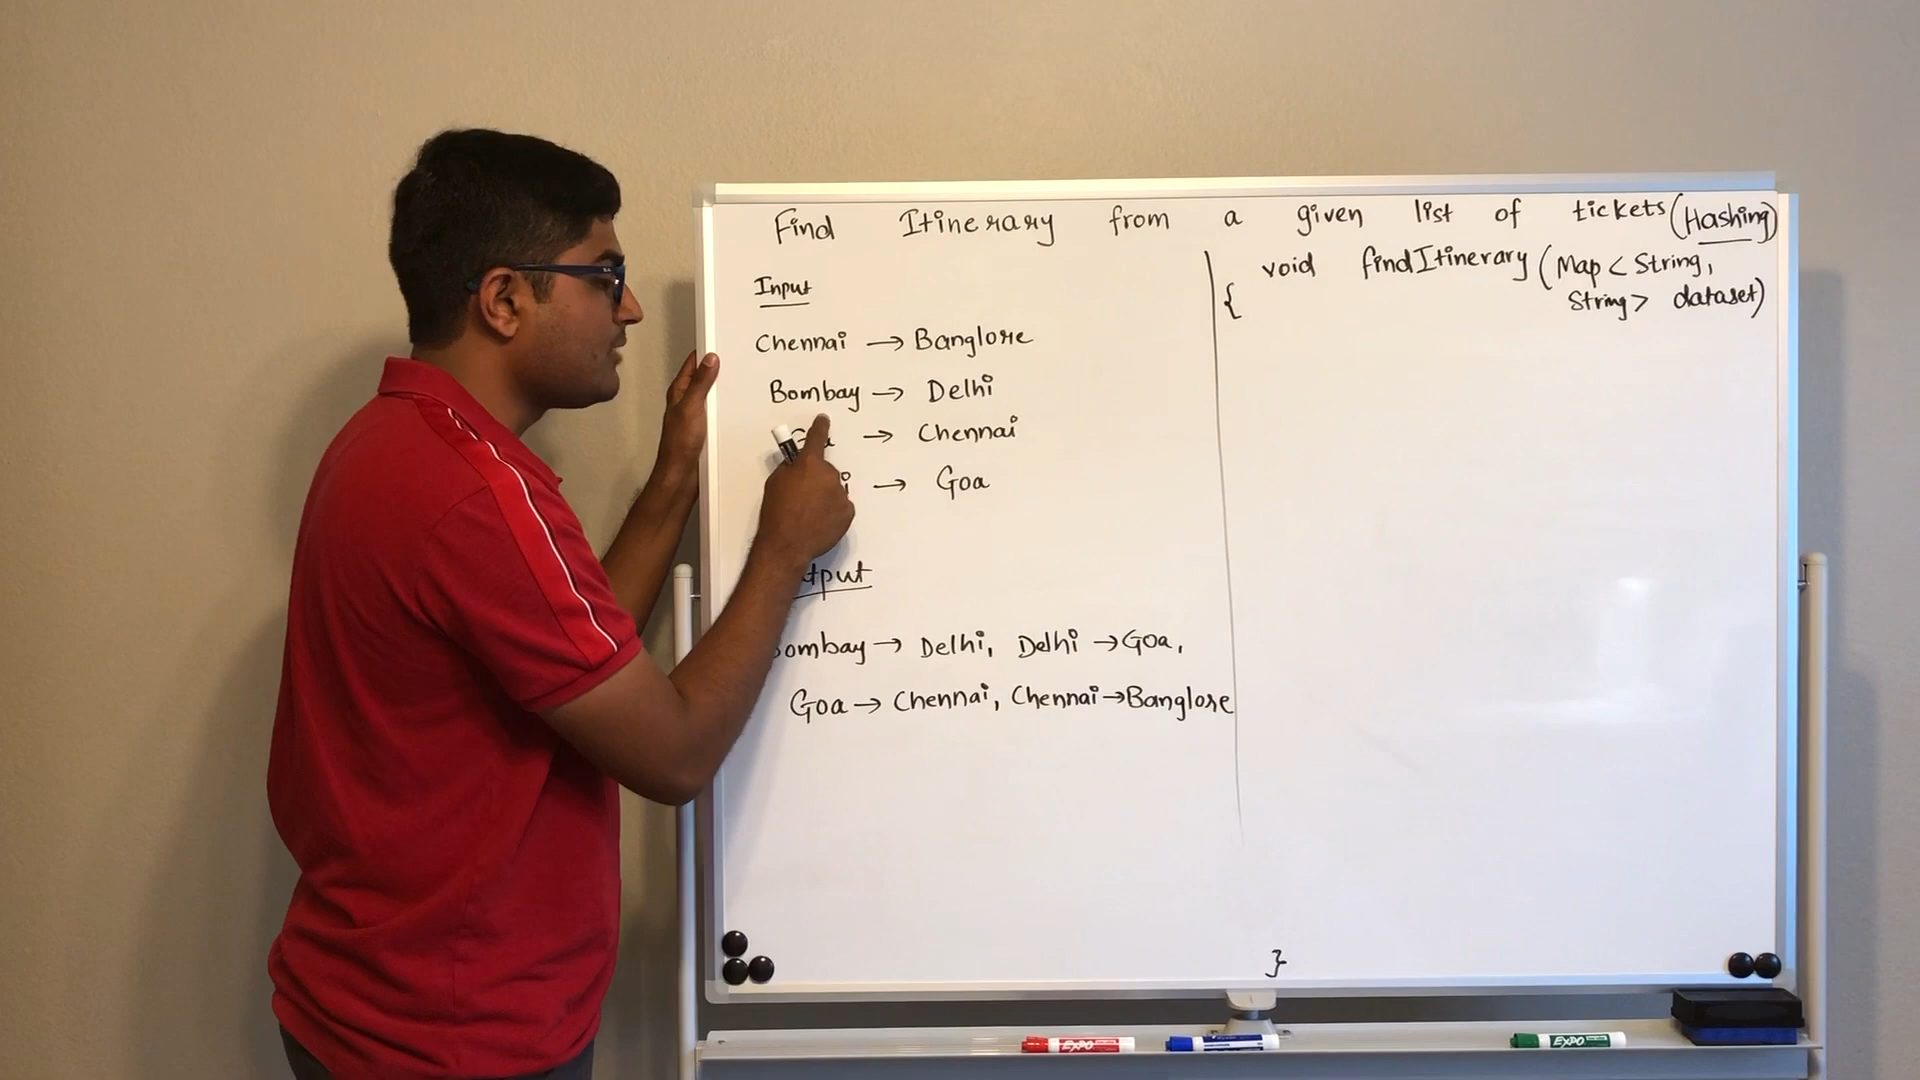 Find Itinerary from a given list of tickets (Hashing)
Input
Chennai → Banglore
Bombay → Delhi
→ Chennai
→ Goa
Bombay → Delhi, Delhi → Goa,
Goa → Chennai, Chennai → Banglore
void findItinerary (Map < String,
String > dataset)
{
}
EXPO
EXPO